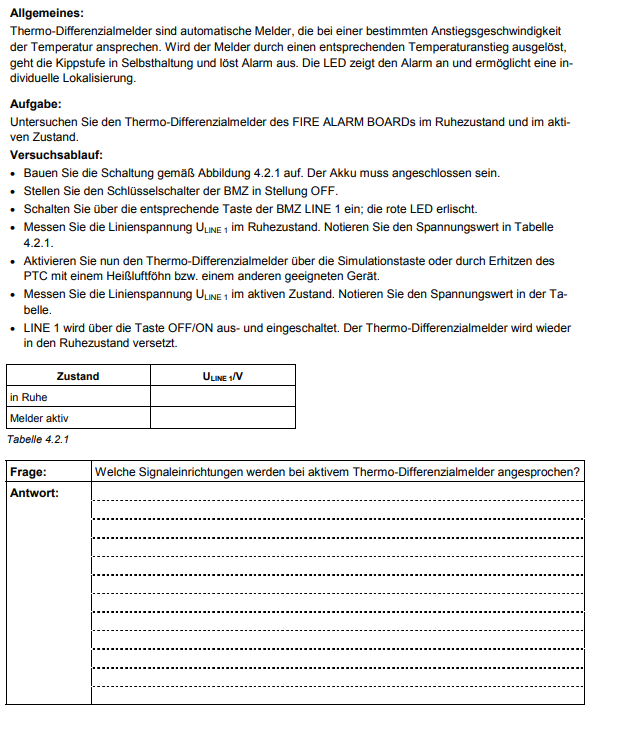 Allgemeines:
Thermo-Differenzialmelder sind automatische Melder, die bei einer bestimmten Anstiegsgeschwindigkeit
der Temperatur ansprechen. Wird der Melder durch einen entsprechenden Temperaturanstieg ausgelöst,
geht die Kippstufe in Selbsthaltung und löst Alarm aus. Die LED zeigt den Alarm an und ermöglicht eine in-
dividuelle Lokalisierung.
Aufgabe:
Untersuchen Sie den Thermo-Differenzialmelder des FIRE ALARM BOARDs im Ruhezustand und im akti-
ven Zustand.
Versuchsablauf:
• Bauen Sie die Schaltung gemäß Abbildung 4.2.1 auf. Der Akku muss angeschlossen sein.
• Stellen Sie den Schlüsselschalter der BMZ in Stellung OFF.
• Schalten Sie über die entsprechende Taste der BMZ LINE 1 ein; die rote LED erlischt.
• Messen Sie die Linienspannung ULINE 1 im Ruhezustand. Notieren Sie den Spannungswert in Tabelle
4.2.1.
• Aktivieren Sie nun den Thermo-Differenzialmelder über die Simulationstaste oder durch Erhitzen des
PTC mit einem Heißluftföhn bzw. einem anderen geeigneten Gerät.
• Messen Sie die Linienspannung ULINE 1 im aktiven Zustand. Notieren Sie den Spannungswert in der Ta-
belle.
• LINE 1 wird über die Taste OFF/ON aus- und eingeschaltet. Der Thermo-Differenzialmelder wird wieder
in den Ruhezustand versetzt.
Zustand ULINE 1/V
in Ruhe
Melder aktiv
Tabelle 4.2.1
Frage: Welche Signaleinrichtungen werden bei aktivem Thermo-Differenzialmelder angesprochen?
Antwort: